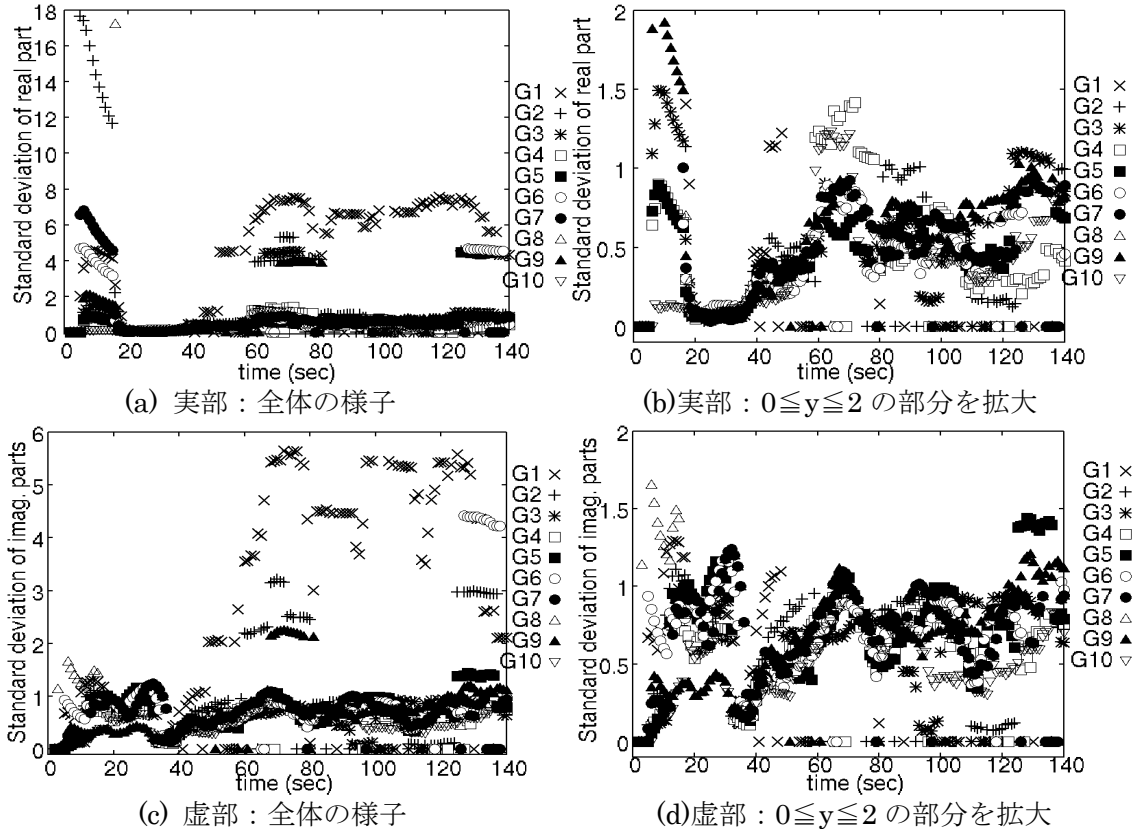 Standard deviation of real part
18
16
14
12
10
8
6
4
2
0
0 20 40 60 80 100 120 140
time (sec)
G1
G2
G3
G4
G5
G6
G7
G8
G9
G10
(a) 実部：全体の様子
Standard deviation of real part
2
1.5
1
0.5
0
0 20 40 60 80 100 120 140
time (sec)
G1
G2
G3
G4
G5
G6
G7
G8
G9
G10
(b)実部：0≦y≦2 の部分を拡大
Standard deviation of imag. parts
6
5
4
3
2
1
0
0 20 40 60 80 100 120 140
time (sec)
G1
G2
G3
G4
G5
G6
G7
G8
G9
G10
(c) 虚部：全体の様子
Standard deviation of imag. parts
2
1.5
1
0.5
0
0 20 40 60 80 100 120 140
time (sec)
G1
G2
G3
G4
G5
G6
G7
G8
G9
G10
(d)虚部：0≦y≦2 の部分を拡大